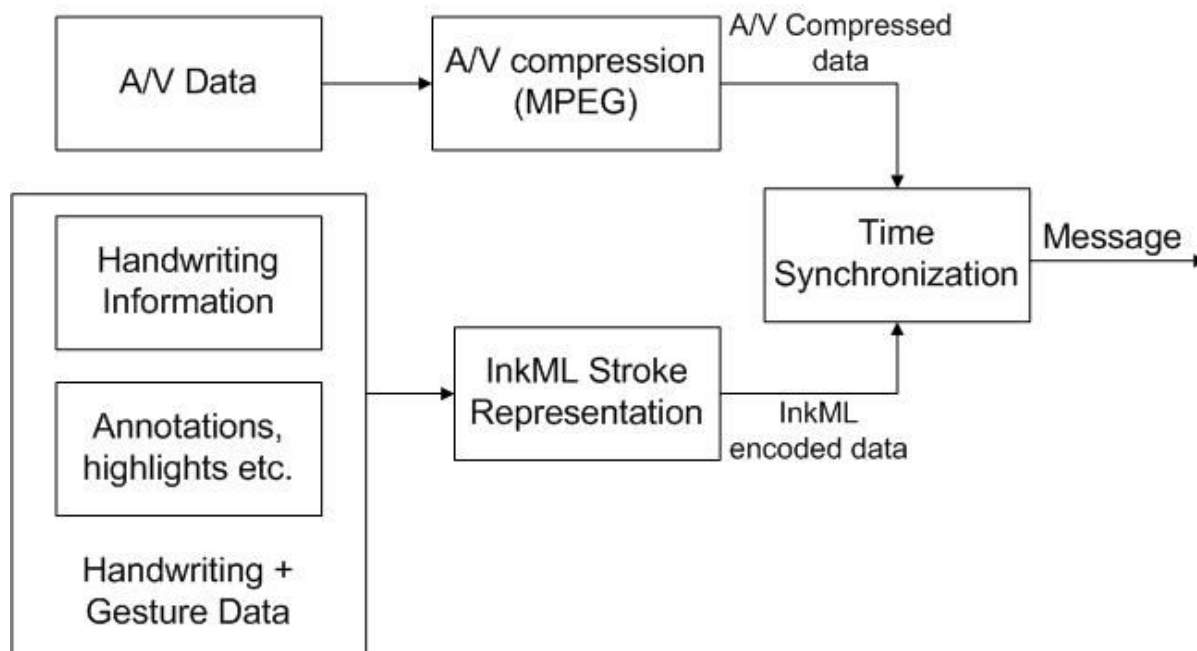 A/V Data
A/V compression
(MPEG)
A/V Compressed
data
Time
Synchronization
Message
Handwriting
Information
Annotations,
highlights etc.
Handwriting +
Gesture Data
InkML Stroke
Representation
InkML
encoded data